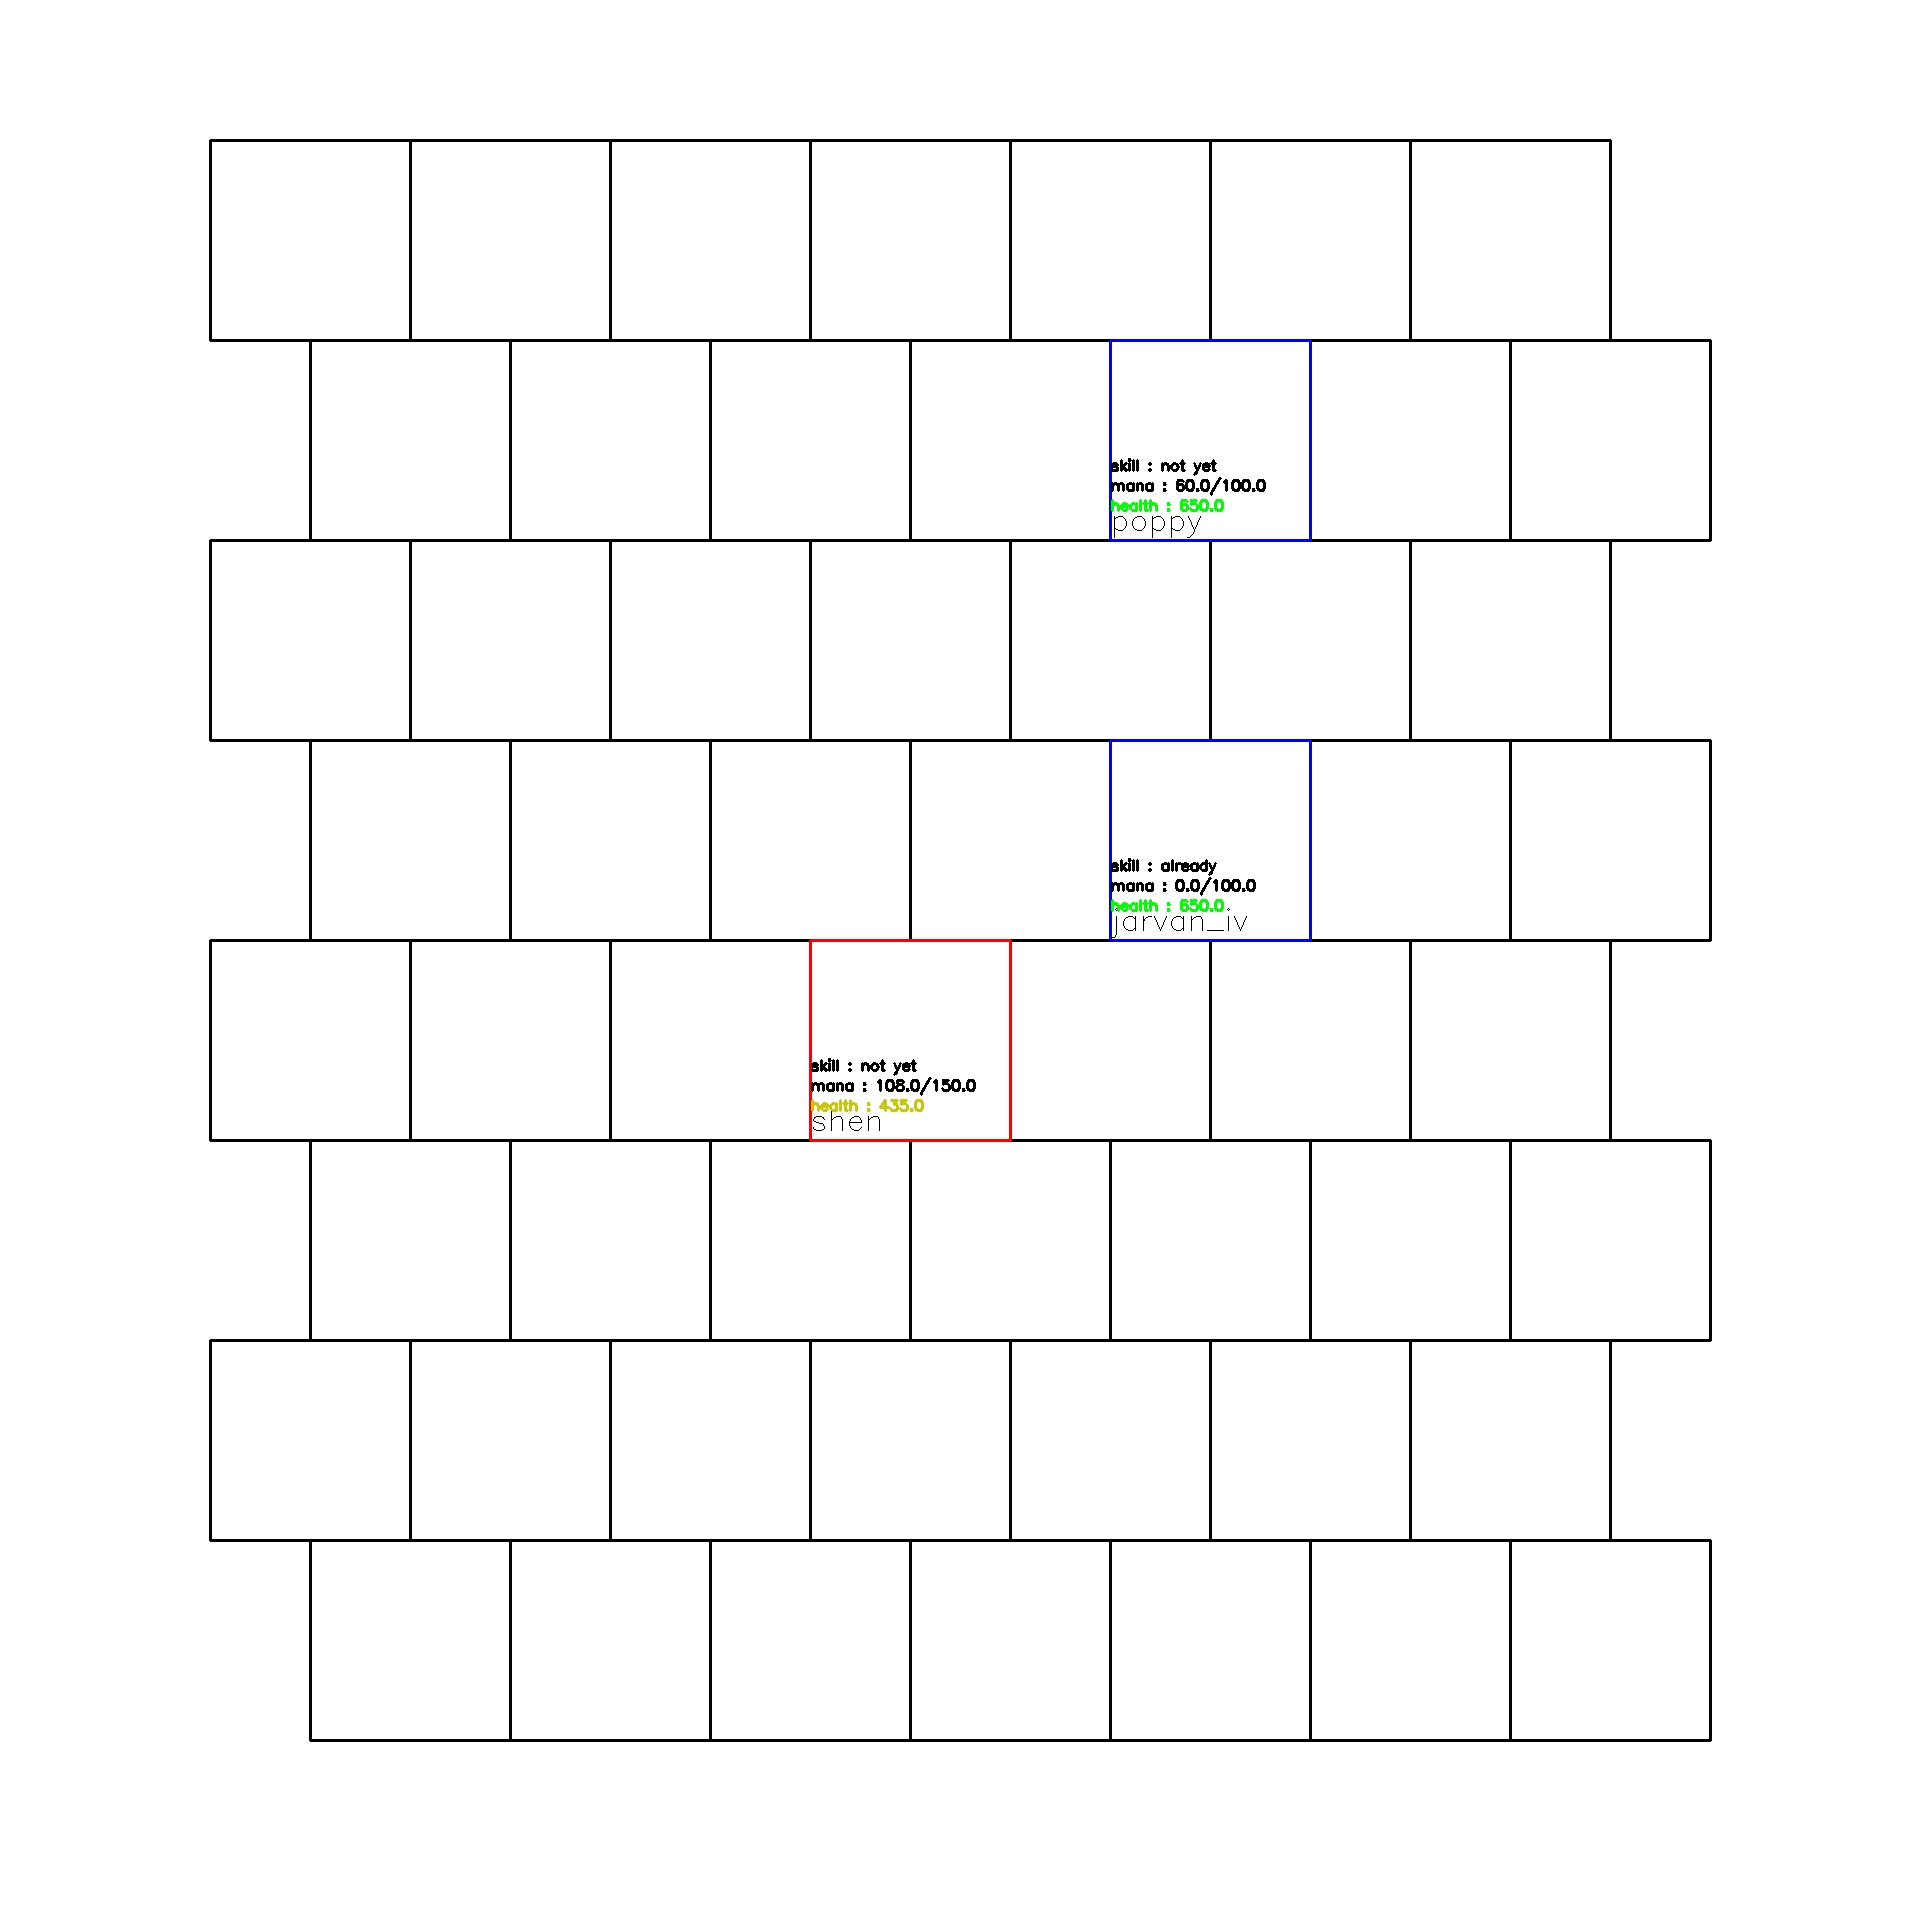 skill : not yet
mana : 60.0/100.0
health : 650.0
poppy
skill : already
mana : 0.0/100.0
health : 650.0
jarvan_iv
skill : not yet
mana : 108.0/150.0
health : 435.0
shen